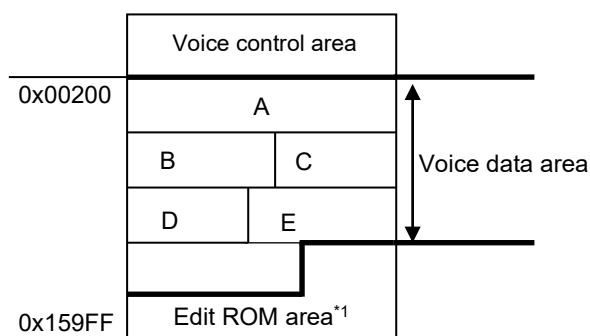 Voice control area
0x00200
A
B C
Voice data area
D E
0x159FF Edit ROM area*1